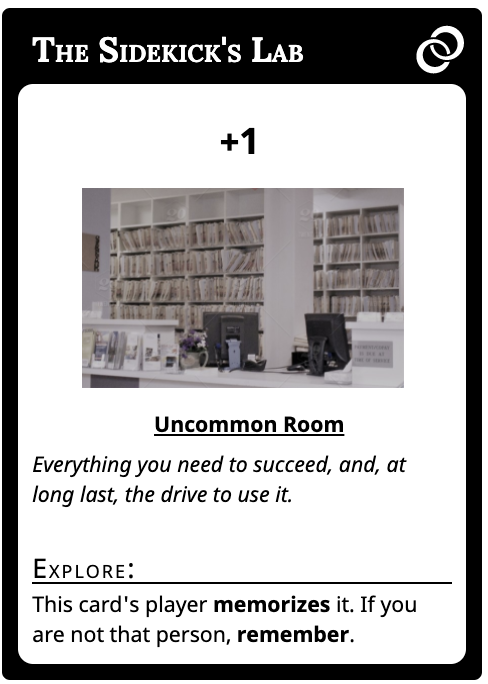 The Sidekick's Lab
+1
Uncommon Room
Everything you need to succeed, and, at
long last, the drive to use it.
Explore:
This card's player memorizes it. If you
are not that person, remember.